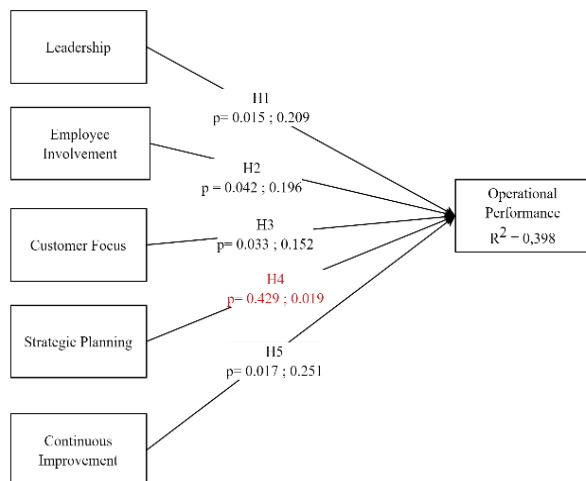 Leadership
H1
p= 0.015 ; 0.209
Employee
Involvement
H2
p = 0.042 ; 0.196
Operational
Performance
R² = 0,398
Customer Focus
H3
p= 0.033 ; 0.152
H4
p= 0.429 ; 0.019
Strategic Planning
H5
p= 0.017 ; 0.251
Continuous
Improvement